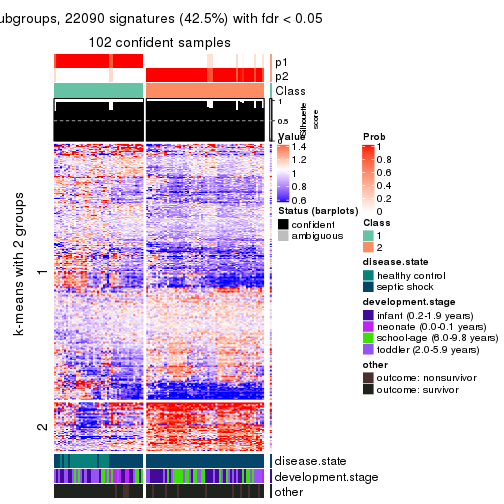 ubgroups, 22090 signatures (42.5%) with fdr < 0.05
102 confident samples
p1
p2
Class
1
0.5
0
Silhouette
score
k-means with 2 groups
1
2
disease.state
development.stage
other
Value
1.4
1.2
1
0.8
0.6
Status (barplots)
confident
ambiguous
Prob
1
0.8
0.6
0.4
0.2
0
Class
1
2
disease.state
healthy control
septic shock
development.stage
infant (0.2-1.9 years)
neonate (0.0-0.1 years)
school-age (6.0-9.8 years)
toddler (2.0-5.9 years)
other
outcome: nonsurvivor
outcome: survivor